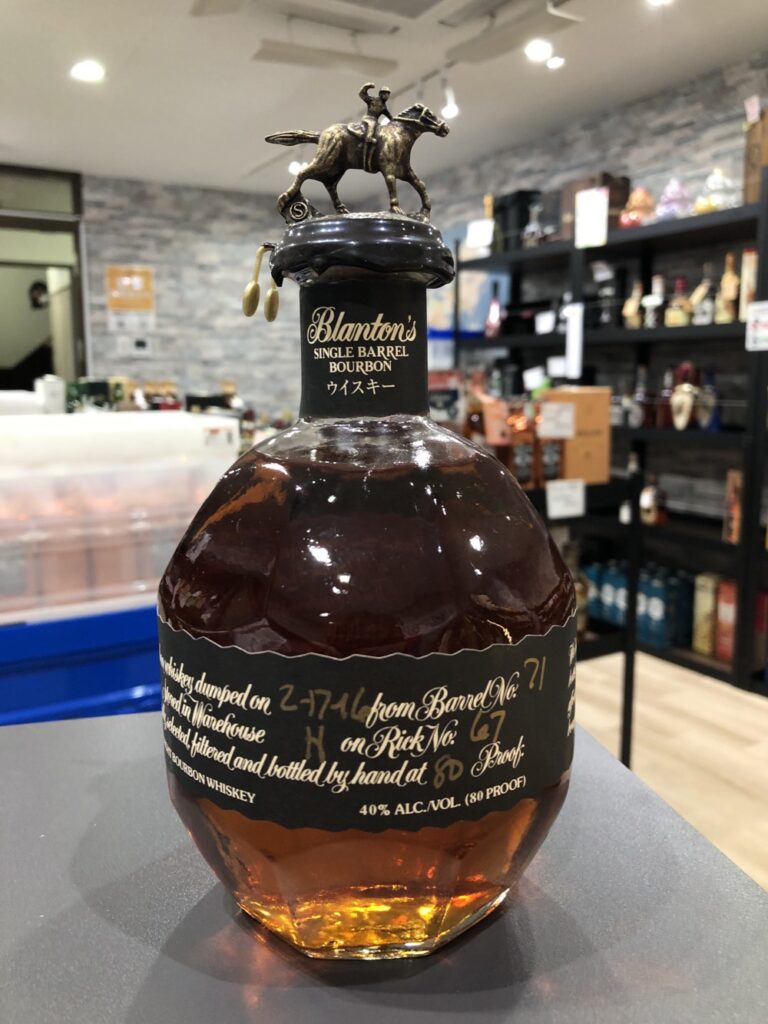 S
Blanton's
SINGLE BARREL
BOURBON
ウイスキー
whiskey dumped on 2-17-16 from Barrel No: 71
stored in Warehouse H on Rick No: 67
selected, filtered and bottled by hand at 80 Proof:
BOURBON WHISKEY
40% ALC./VOL. (80 PROOF)